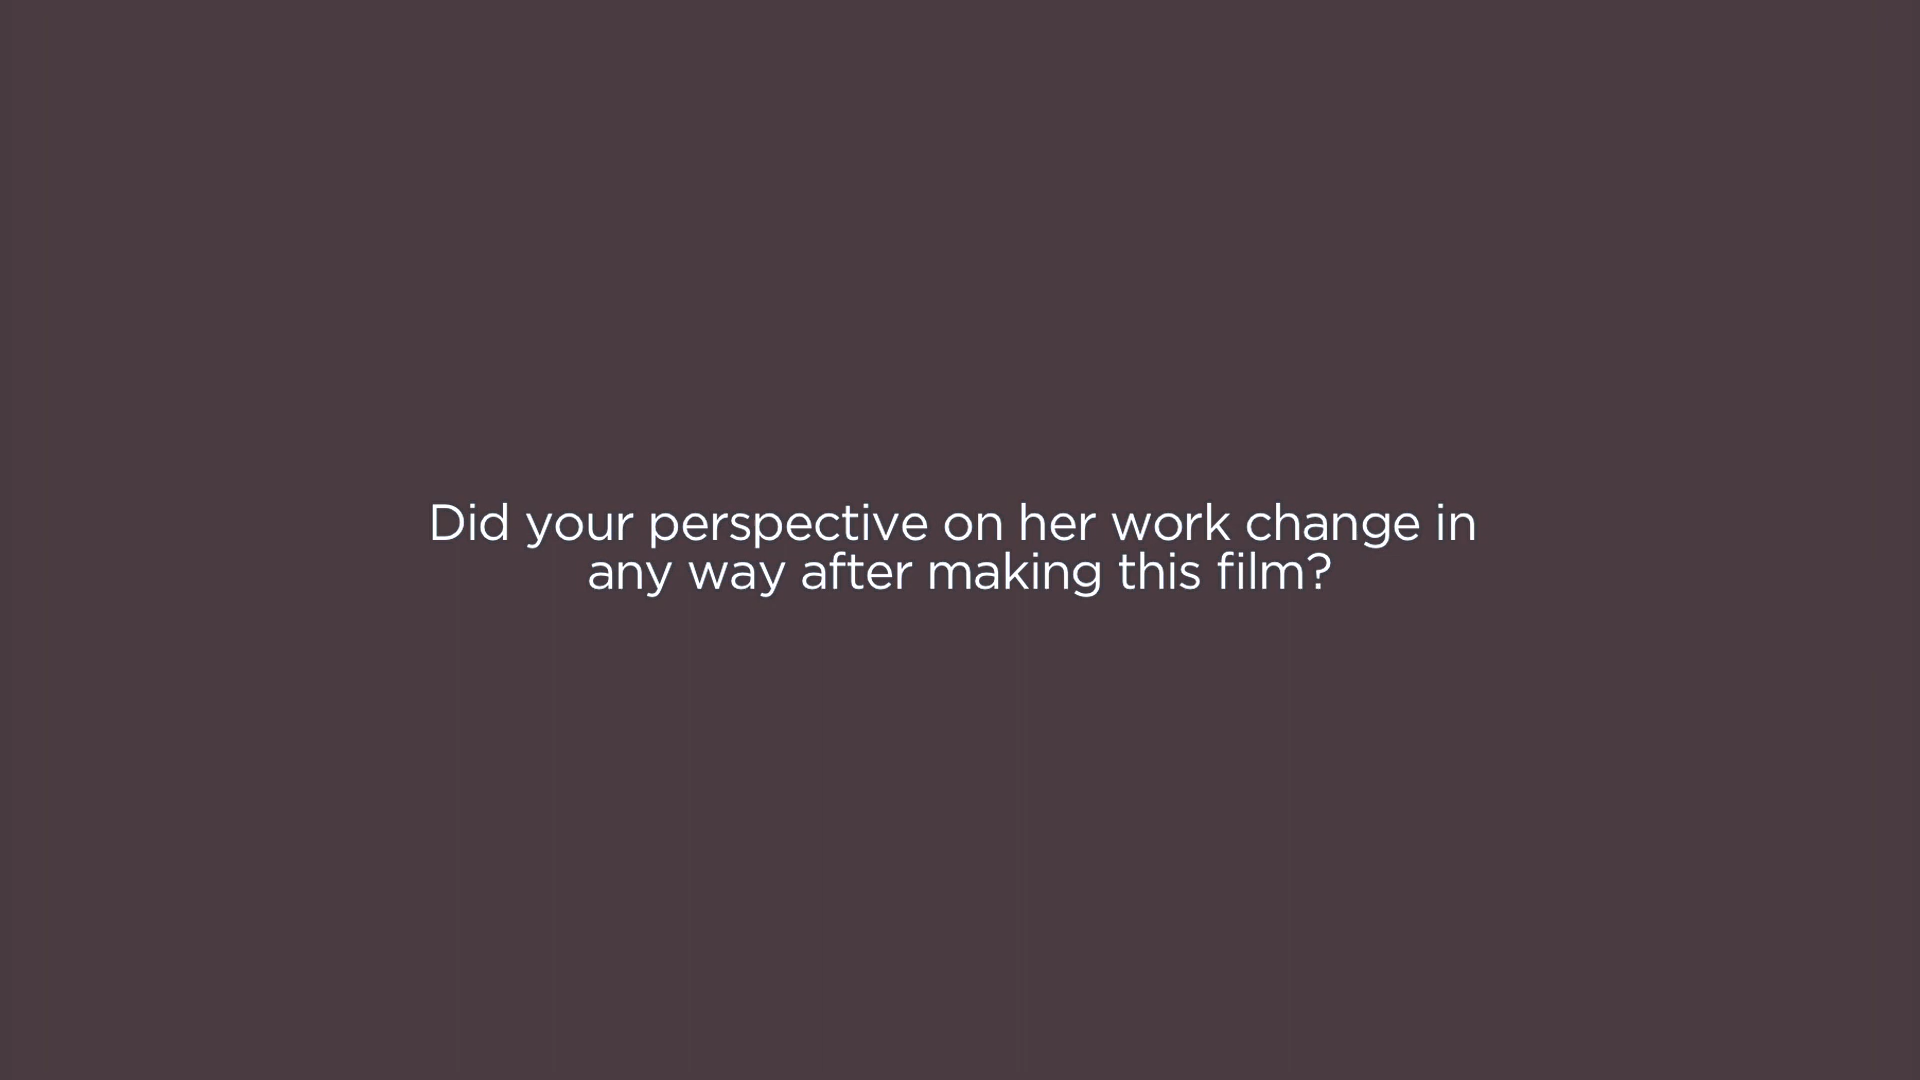 Did your perspective on her work change in
any way after making this film?